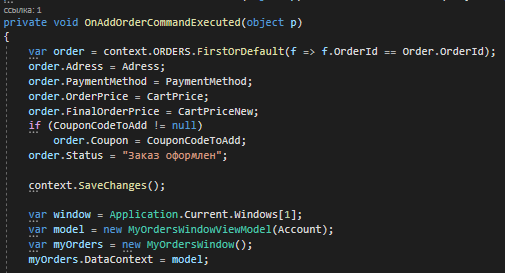 ссылка: 1
private void OnAddOrderCommandExecuted(object p)
{
var order = context.ORDERS.FirstOrDefault(f => f.OrderId == Order.OrderId);
order.Adress = Adress;
order.PaymentMethod = PaymentMethod;
order.OrderPrice = CartPrice;
order.FinalOrderPrice = CartPriceNew;
if (CouponCodeToAdd != null)
order.Coupon = CouponCodeToAdd;
order.Status = "Заказ оформлен";
context.SaveChanges();
var window = Application.Current.Windows[1];
var model = new MyOrdersWindowViewModel(Account);
var myOrders = new MyOrdersWindow();
myOrders.DataContext = model;